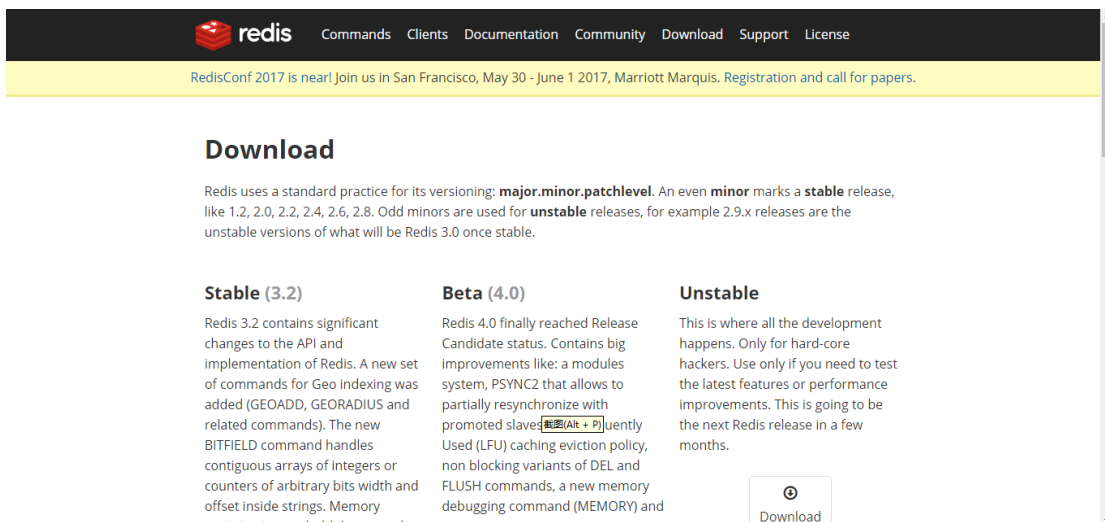 redis Commands Clients Documentation Community Download Support License
RedisConf 2017 is near! Join us in San Francisco, May 30 - June 1 2017, Marriott Marquis. Registration and call for papers.
Download
Redis uses a standard practice for its versioning: major.minor.patchlevel. An even minor marks a stable release,
like 1.2, 2.0, 2.2, 2.4, 2.6, 2.8. Odd minors are used for unstable releases, for example 2.9.x releases are the
unstable versions of what will be Redis 3.0 once stable.
Stable (3.2)
Redis 3.2 contains significant
changes to the API and
implementation of Redis. A new set
of commands for Geo indexing was
added (GEOADD, GEORADIUS and
related commands). The new
BITFIELD command handles
contiguous arrays of integers or
counters of arbitrary bits width and
offset inside strings. Memory
Beta (4.0)
Redis 4.0 finally reached Release
Candidate status. Contains big
improvements like: a modules
system, PSYNC2 that allows to
partially resynchronize with
promoted slaves 截图(Alt + P) uently
Used (LFU) caching eviction policy,
non blocking variants of DEL and
FLUSH commands, a new memory
debugging command (MEMORY) and
Unstable
This is where all the development
happens. Only for hard-core
hackers. Use only if you need to test
the latest features or performance
improvements. This is going to be
the next Redis release in a few
months.
Download